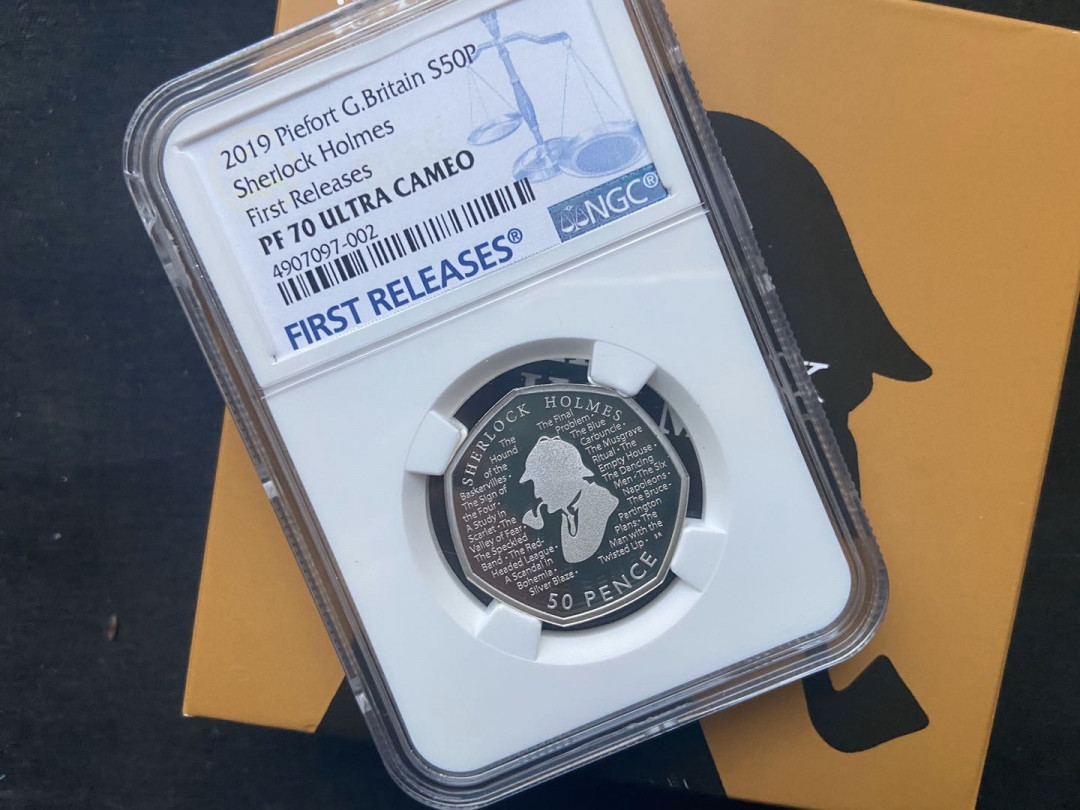 2019 Piefort G.Britain S50P
Sherlock Holmes
First Releases
PF 70 ULTRA CAMEO
4907097-002
FIRST RELEASES®
NGC®
SHERLOCK HOLMES
The
Hound
of the
Baskervilles •
The Sign of
the Four •
A Study in
Scarlet • The
Valley of Fear •
The Speckled
Band • The Red-
Headed League •
A Scandal in
Bohemia •
Silver Blaze •
The Final
Problem •
The Blue
Carbuncle •
The Musgrave
Ritual • The
Empty House •
The Dancing
Men • The Six
Napoleons •
The Bruce-
Partington
Plans • The
Man with the
Twisted Up •
SR
50 PENCE